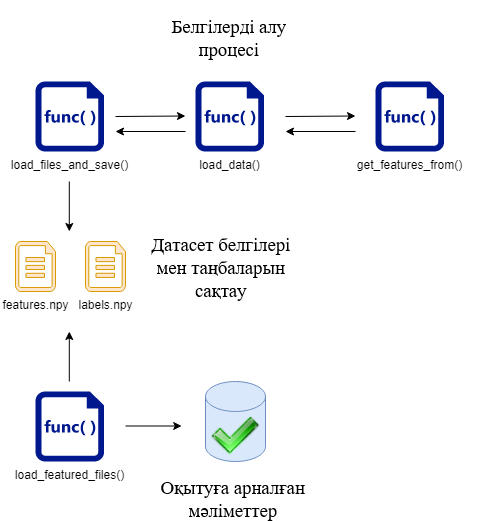 Белгілерді алу
процесі
func( )
func( )
func( )
load_files_and_save()
load_data()
get_features_from()
Датасет белгілері
мен таңбаларын
сақтау
features.npy
labels.npy
func( )
load_featured_files()
Оқытуға арналған
мәліметтер